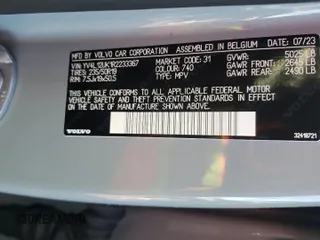 MFD. BY VOLVO CAR CORPORATION ASSEMBLED IN BELGIUM 07/23
VIN: YV4L12UK1R2233367 MARKET CODE: 31 GVWR: 5025 LB
TIRES: 235/50R19 COLOUR: 740 GAWR FRONT: 2645 LB
RIM: 7.5Jx19x50.5 TYPE: MPV GAWR REAR: 2490 LB
THIS VEHICLE CONFORMS TO ALL APPLICABLE FEDERAL MOTOR
VEHICLE SAFETY AND THEFT PREVENTION STANDARDS IN EFFECT
ON THE DATE OF MANUFACTURE SHOWN ABOVE.
VOLVO 32419721